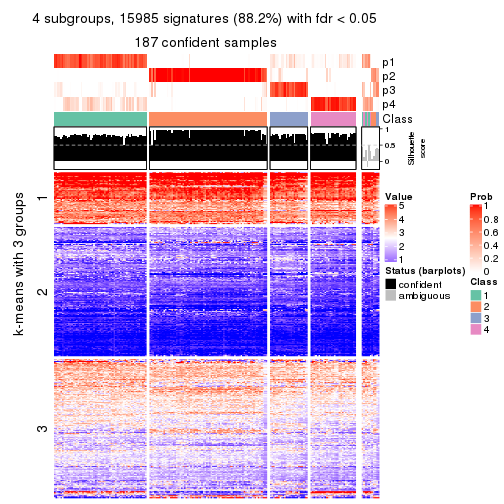 4 subgroups, 15985 signatures (88.2%) with fdr < 0.05
187 confident samples
p1
p2
p3
p4
Class
1
0.5
0
Silhouette
score
k-means with 3 groups
1
2
3
Value
5
4
3
2
1
Status (barplots)
confident
ambiguous
Prob
1
0.8
0.6
0.4
0.2
0
Class
1
2
3
4